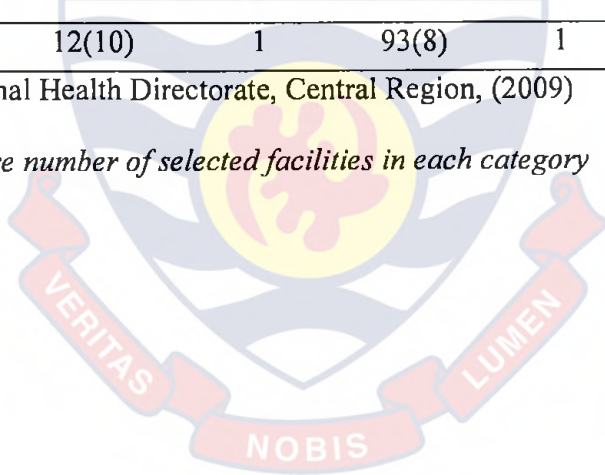 12(10) 1 93(8) 1
nal Health Directorate, Central Region, (2009)
e number of selected facilities in each category
VERITAS NOBIS LUMEN